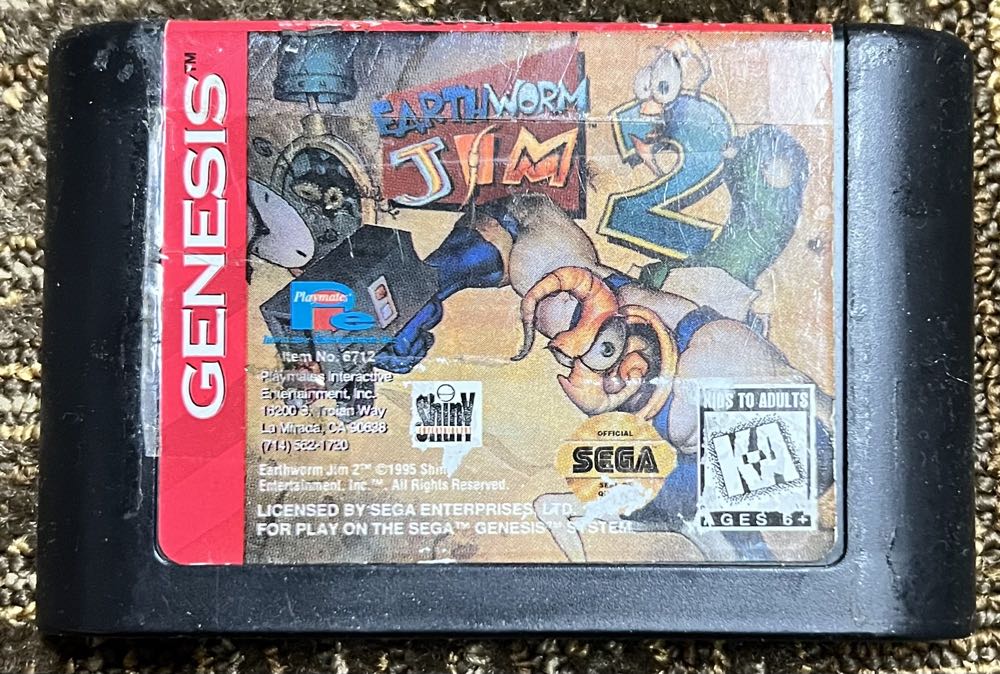 GENESIS™
EARTHWORM
JIM
2
Playmates
Item No. 6712
Playmates Interactive
Entertainment, Inc.
16200 S. Trojan Way
La Mirada, CA 90638
(714) 562-1720
Shiny
Earthworm Jim 2™ ©1995 Shin
Entertainment, Inc.™. All Rights Reserved.
LICENSED BY SEGA ENTERPRISES, LTD.
FOR PLAY ON THE SEGA™ GENESIS™ SYSTEM.
OFFICIAL
SEGA
KIDS TO ADULTS
K-A
AGES 6+